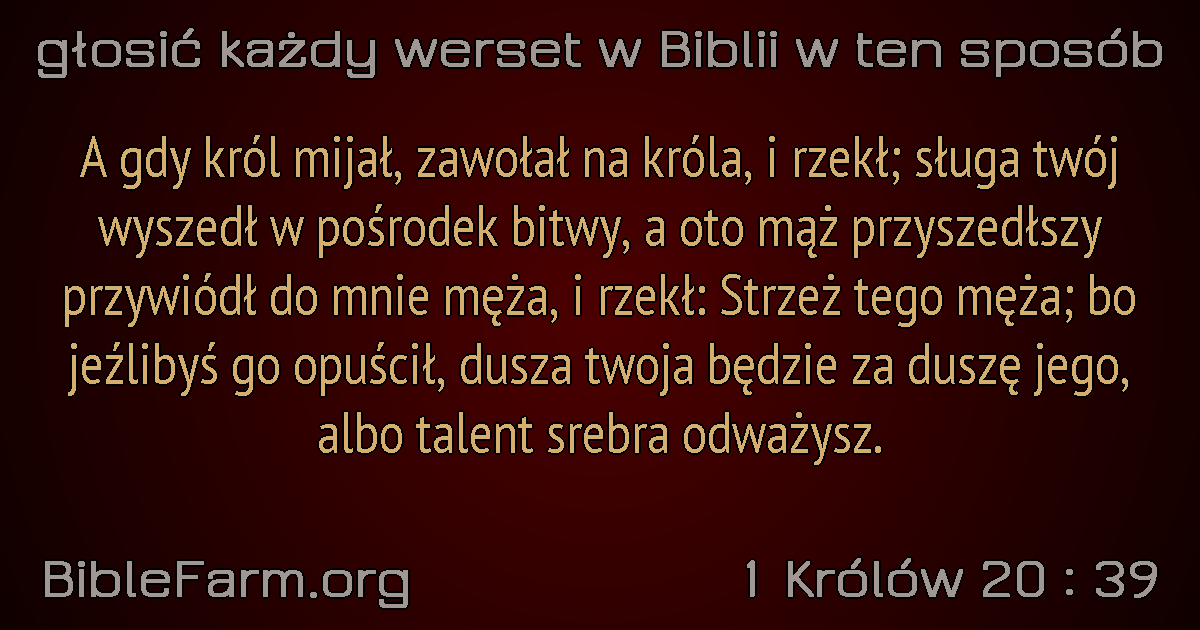 głosić każdy werset w Biblii w ten sposób
A gdy król mijał, zawołał na króla, i rzekł; sługa twój
wyszedł w pośrodek bitwy, a oto mąż przyszedłszy
przywiódł do mnie męża, i rzekł: Strzeż tego męża; bo
jeźlibyś go opuścił, dusza twoja będzie za duszę jego,
albo talent srebra odważysz.
BibleFarm.org
1 Królów 20 : 39